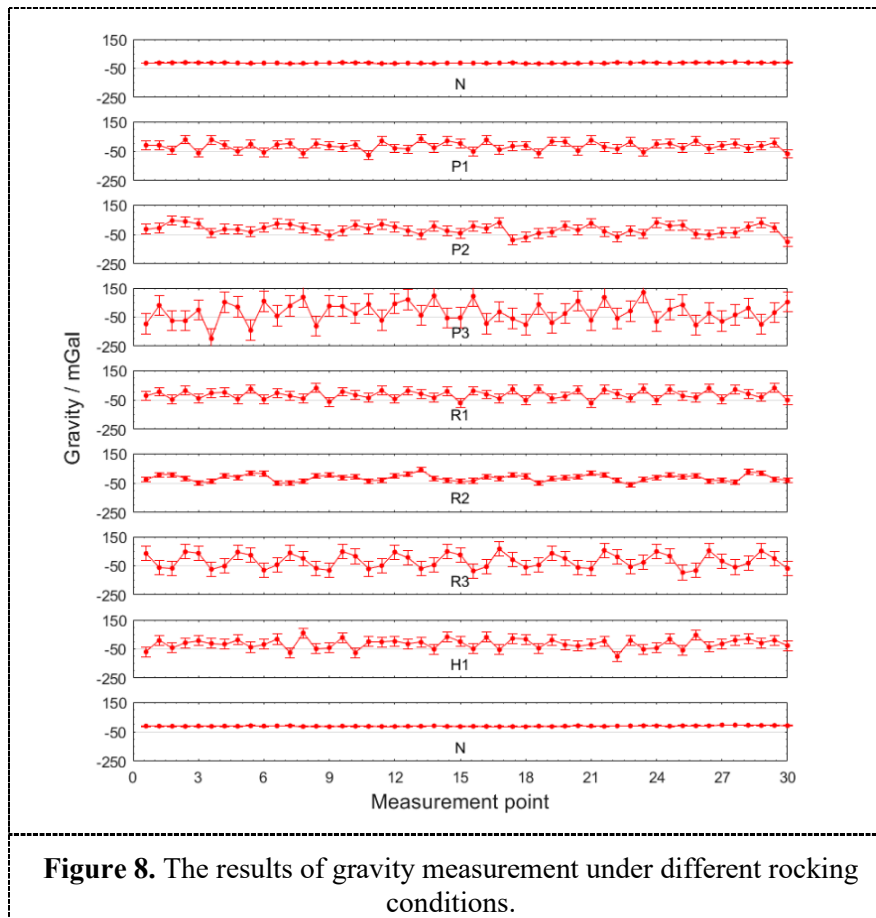 150
-50
N
-250
150
-50
P1
-250
150
-50
P2
-250
150
-50
P3
-250
Gravity / mGal
150
-50
R1
-250
150
-50
R2
-250
150
-50
R3
-250
150
-50
H1
-250
150
-50
N
-250
0 3 6 9 12 15 18 21 24 27 30
Measurement point
Figure 8. The results of gravity measurement under different rocking
conditions.